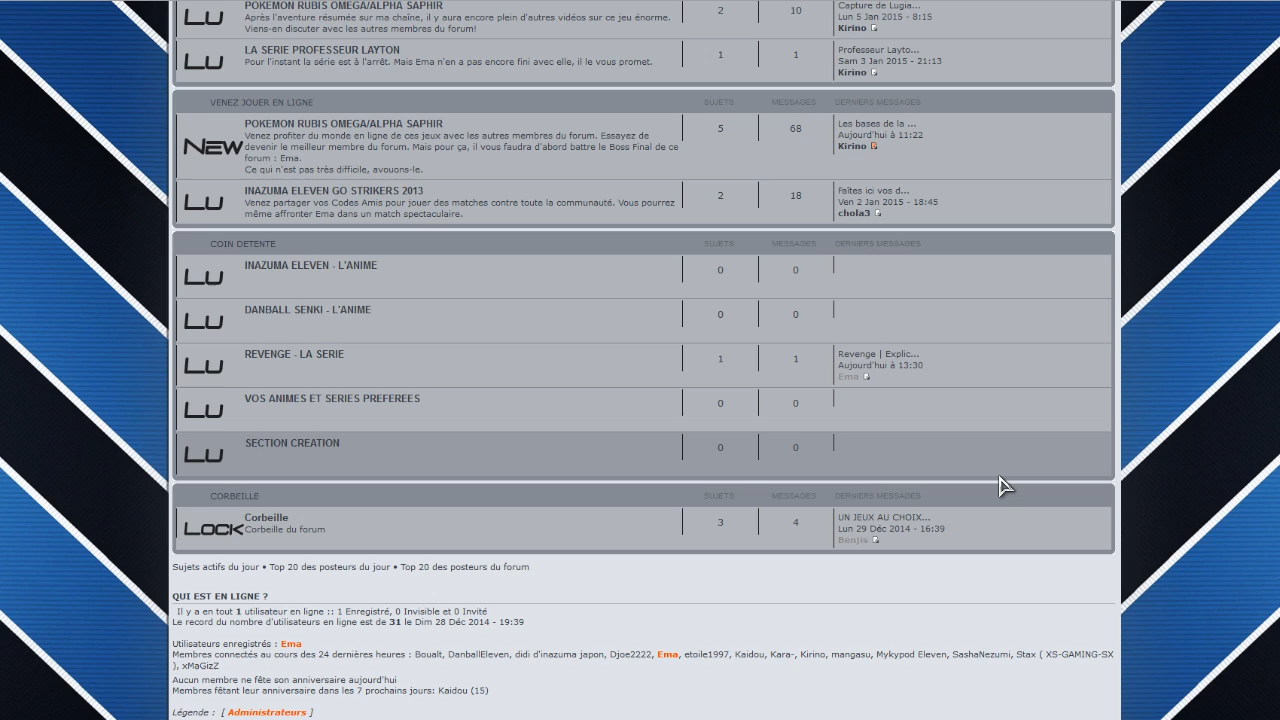 POKEMON RUBIS OMEGA/ALPHA SAPHIR
Lu
Après l'aventure résumée sur ma chaîne, il y aura encore plein d'autres vidéos sur ce jeu énorme.
Viens-en discuter avec les autres membres du forum!
2
10
Capture de Lugia...
Lun 5 Jan 2015 - 8:15
Kirino
LA SERIE PROFESSEUR LAYTON
Lu
Pour l'instant la série est à l'arrêt. Mais Ema n'en a pas encore fini avec elle, il le vous promet.
1
1
Professeur Layto...
Sam 3 Jan 2015 - 21:13
Kirino
VENEZ JOUER EN LIGNE
SUJETS
MESSAGES
DERNIERS MESSAGES
POKEMON RUBIS OMEGA/ALPHA SAPHIR
New
Venez profiter du monde en ligne de ces jeux avec les autres membres du forum. Essayez de
devenir le meilleur membre du forum. Mais pour ça, il vous faudra d'abord battre le Boss Final de ce
forum : Ema.
Ce qui n'est pas très difficile, avouons-le.
5
68
Les bases de la ...
Aujourd'hui à 11:22
Kirino
INAZUMA ELEVEN GO STRIKERS 2013
Lu
Venez partager vos Codes Amis pour jouer des matches contre toute la communauté. Vous pourrez
même affronter Ema dans un match spectaculaire.
2
18
Faîtes ici vos d...
Ven 2 Jan 2015 - 18:45
chola3
COIN DETENTE
SUJETS
MESSAGES
DERNIERS MESSAGES
INAZUMA ELEVEN - L'ANIME
Lu
0
0
DANBALL SENKI - L'ANIME
Lu
0
0
REVENGE - LA SERIE
Lu
1
1
Revenge | Explic...
Aujourd'hui à 13:30
Ema
VOS ANIMES ET SERIES PREFEREES
Lu
0
0
SECTION CREATION
Lu
0
0
CORBEILLE
SUJETS
MESSAGES
DERNIERS MESSAGES
Lock
Corbeille
Corbeille du forum
3
4
UN JEUX AU CHOIX...
Lun 29 Déc 2014 - 16:39
Benjis
Sujets actifs du jour • Top 20 des posteurs du jour • Top 20 des posteurs du forum
QUI EST EN LIGNE ?
Il y a en tout 1 utilisateur en ligne :: 1 Enregistré, 0 Invisible et 0 Invité
Le record du nombre d'utilisateurs en ligne est de 31 le Dim 28 Déc 2014 - 19:39
Utilisateurs enregistrés : Ema
Membres connectés au cours des 24 dernières heures : Boualt, DanballEleven, didi d'inazuma japon, Djoe2222, Ema, etoile1997, Kaidou, Kara-, Kirino, mangasu, Mykypod Eleven, SashaNezumi, Stax ( XS-GAMING-SX
), xMaGizZ
Aucun membre ne fête son anniversaire aujourd'hui
Membres fêtant leur anniversaire dans les 7 prochains jours: Kaidou (15)
Légende : [ Administrateurs ]